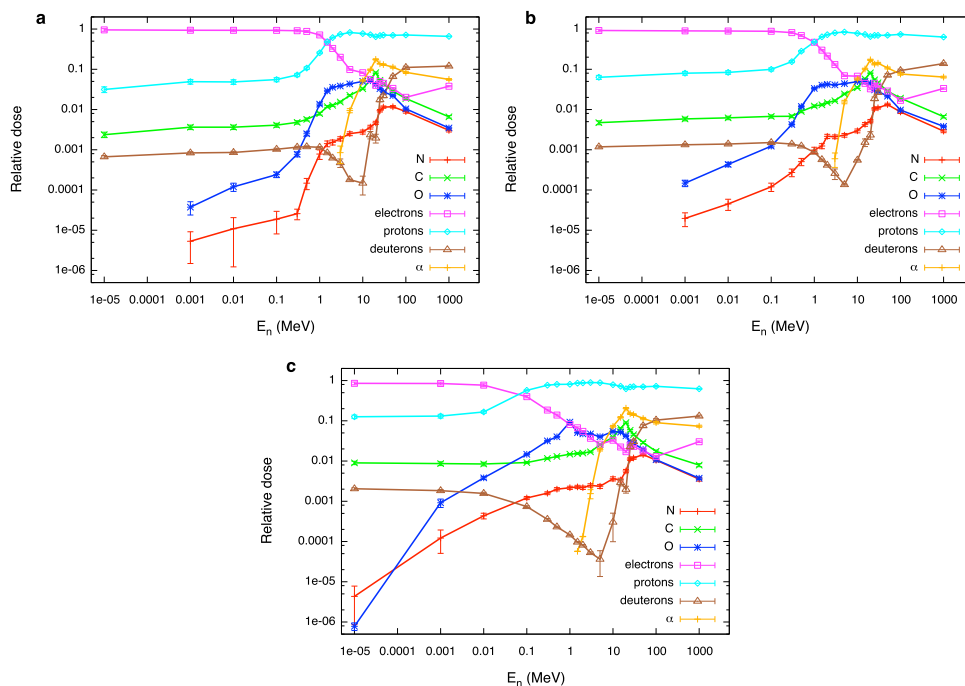 a
Relative dose
1
0.1
0.01
0.001
0.0001
1e-05
1e-06
N
C
O
electrons
protons
deuterons
α
1e-05 0.0001 0.001 0.01 0.1 1 10 100 1000
E_n (MeV)
b
Relative dose
1
0.1
0.01
0.001
0.0001
1e-05
1e-06
N
C
O
electrons
protons
deuterons
α
1e-05 0.0001 0.001 0.01 0.1 1 10 100 1000
E_n (MeV)
c
Relative dose
1
0.1
0.01
0.001
0.0001
1e-05
1e-06
N
C
O
electrons
protons
deuterons
α
1e-05 0.0001 0.001 0.01 0.1 1 10 100 1000
E_n (MeV)